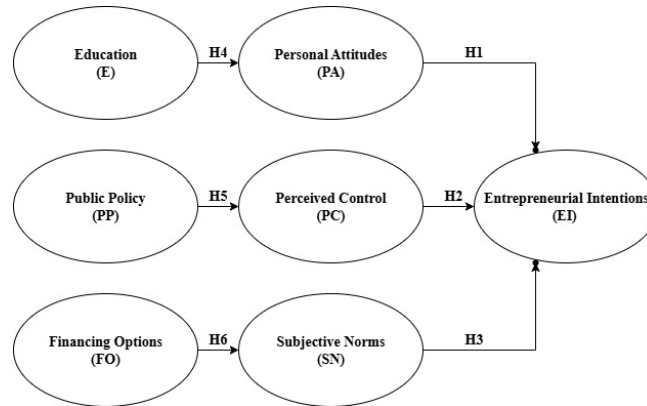 Education
(E)
H4
Personal Attitudes
(PA)
H1
Public Policy
(PP)
H5
Perceived Control
(PC)
H2
Entrepreneurial Intentions
(EI)
Financing Options
(FO)
H6
Subjective Norms
(SN)
H3